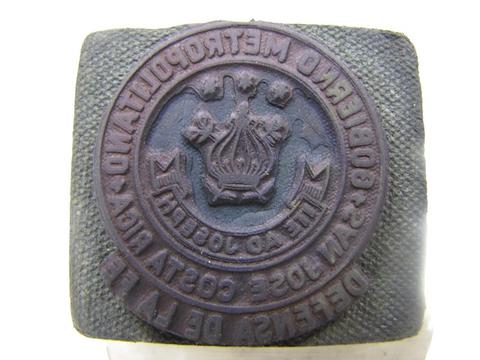 GOBIERNO METROPOLITANO
SAN JOSE COSTA RICA
ITE AD JOSEPH
DEFENSA DE LA FE